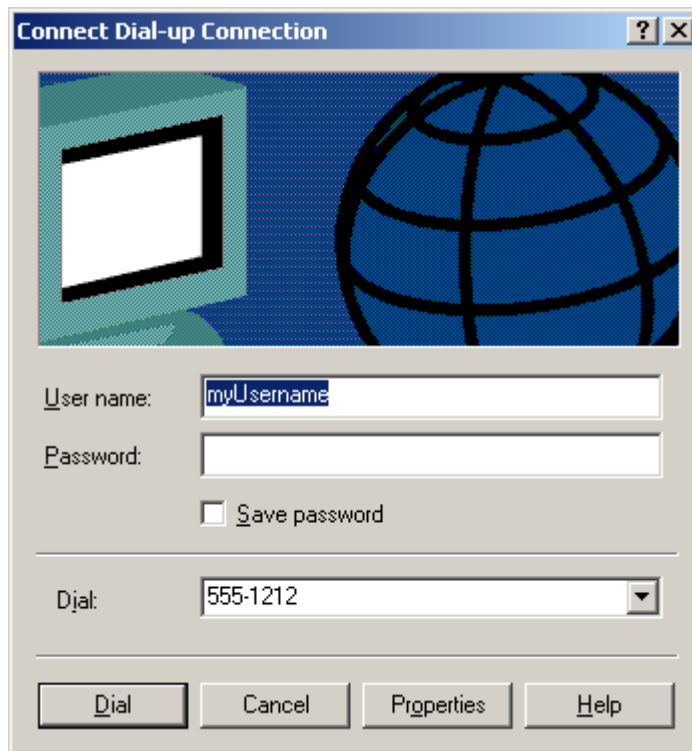 Connect Dial-up Connection
User name: myUsername
Password:
Save password
Dial: 555-1212
Dial Cancel Properties Help